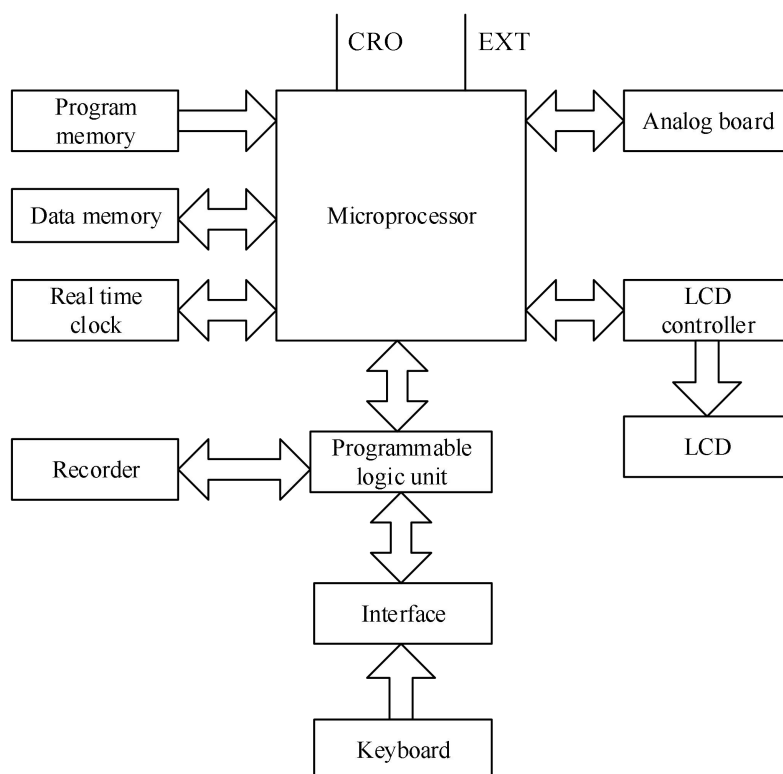 CRO
EXT
Program
memory
Analog board
Data memory
Microprocessor
Real time
clock
LCD
controller
Recorder
Programmable
logic unit
LCD
Interface
Keyboard